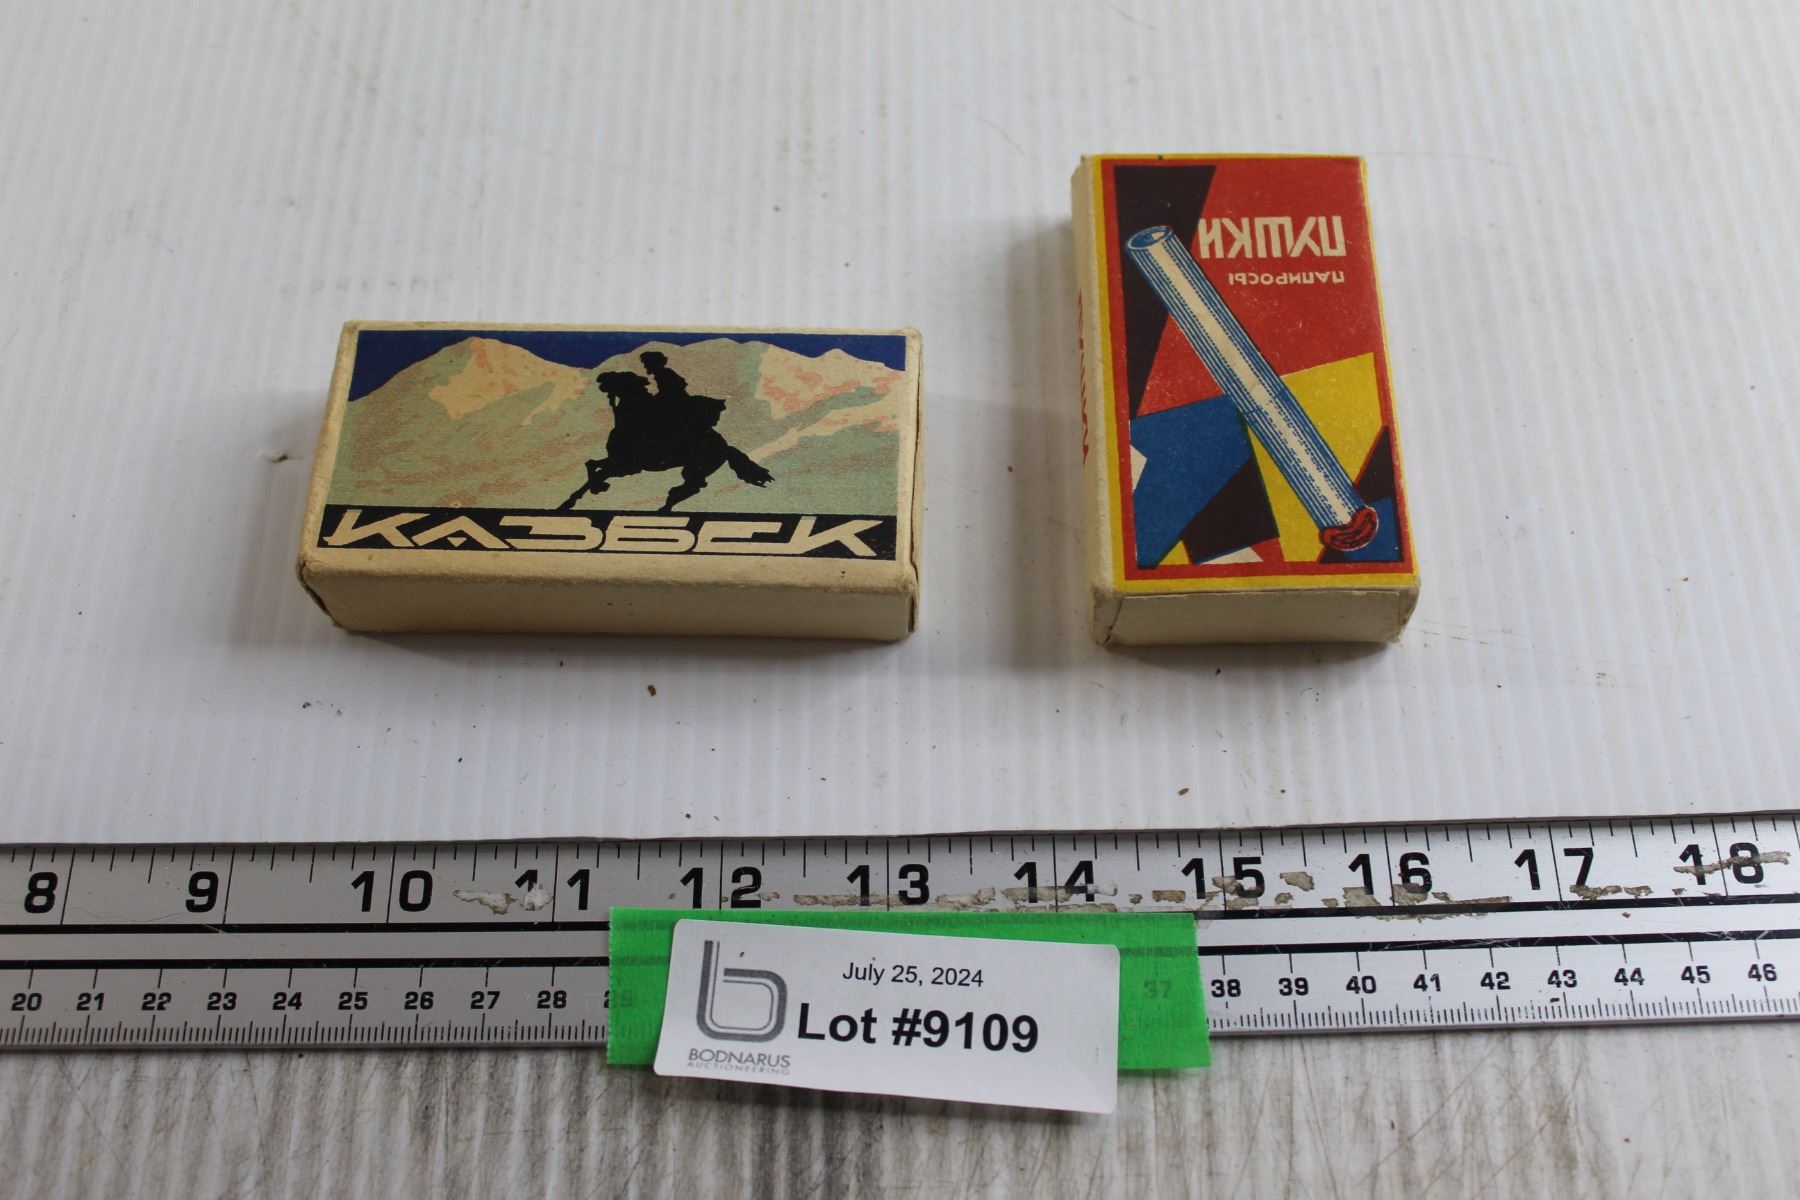 КАЗБЕК
ПУШКИ
ПАПИРОСЫ
8 9 10 11 12 13 14 15 16 17 18
20 21 22 23 24 25 26 27 28 29 37 38 39 40 41 42 43 44 45 46
July 25, 2024
Lot #9109
BODNARUS
AUCTIONEERING